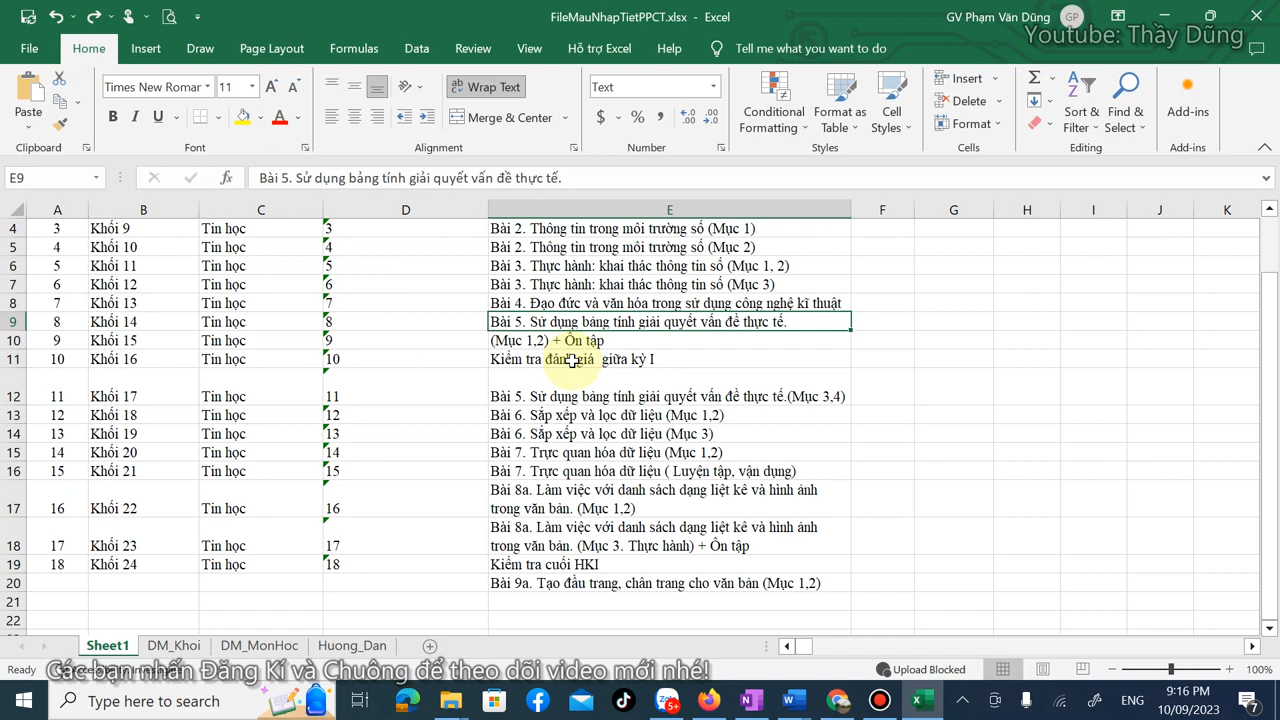 FileMauNhapTietPPCT.xlsx - Excel
GV Phạm Văn Dũng
GP
Youtube: Thầy Dũng
File Home Insert Draw Page Layout Formulas Data Review View Hỗ trợ Excel Help Tell me what you want to do
Paste
Clipboard
Times New Romar 11
B I U
Font
Wrap Text
Merge & Center
Alignment
Text
$ % ,
Number
Conditional Formatting
Format as Table
Cell Styles
Styles
Insert
Delete
Format
Cells
Sort & Filter
Find & Select
Editing
Add-ins
Add-ins
E9 fx Bài 5. Sử dụng bảng tính giải quyết vấn đề thực tế.
A B C D E F G H I J K
4 3 Khối 9 Tin học 3 Bài 2. Thông tin trong môi trường số (Mục 1)
5 4 Khối 10 Tin học 4 Bài 2. Thông tin trong môi trường số (Mục 2)
6 5 Khối 11 Tin học 5 Bài 3. Thực hành: khai thác thông tin số (Mục 1, 2)
7 6 Khối 12 Tin học 6 Bài 3. Thực hành: khai thác thông tin số (Mục 3)
8 7 Khối 13 Tin học 7 Bài 4. Đạo đức và văn hóa trong sử dụng công nghệ kĩ thuật
9 8 Khối 14 Tin học 8 Bài 5. Sử dụng bảng tính giải quyết vấn đề thực tế.
10 9 Khối 15 Tin học 9 (Mục 1,2) + Ôn tập
11 10 Khối 16 Tin học 10 Kiểm tra đánh giá giữa kỳ I
12 11 Khối 17 Tin học 11 Bài 5. Sử dụng bảng tính giải quyết vấn đề thực tế.(Mục 3,4)
13 12 Khối 18 Tin học 12 Bài 6. Sắp xếp và lọc dữ liệu (Mục 1,2)
14 13 Khối 19 Tin học 13 Bài 6. Sắp xếp và lọc dữ liệu (Mục 3)
15 14 Khối 20 Tin học 14 Bài 7. Trực quan hóa dữ liệu (Mục 1,2)
16 15 Khối 21 Tin học 15 Bài 7. Trực quan hóa dữ liệu ( Luyện tập, vận dụng)
Bài 8a. Làm việc với danh sách dạng liệt kê và hình ảnh
17 16 Khối 22 Tin học 16 trong văn bản. (Mục 1,2)
Bài 8a. Làm việc với danh sách dạng liệt kê và hình ảnh
18 17 Khối 23 Tin học 17 trong văn bản. (Mục 3. Thực hành) + Ôn tập
19 18 Khối 24 Tin học 18 Kiểm tra cuối HKI
20 Bài 9a. Tạo đầu trang, chân trang cho văn bản (Mục 1,2)
21
22
Sheet1 DM_Khoi DM_MonHoc Huong_Dan
Ready
Các bạn nhấn Đăng Kí và Chuông để theo dõi video mới nhé!
Upload Blocked
100%
Type here to search
5+
ENG
9:16 PM
10/09/2023
7